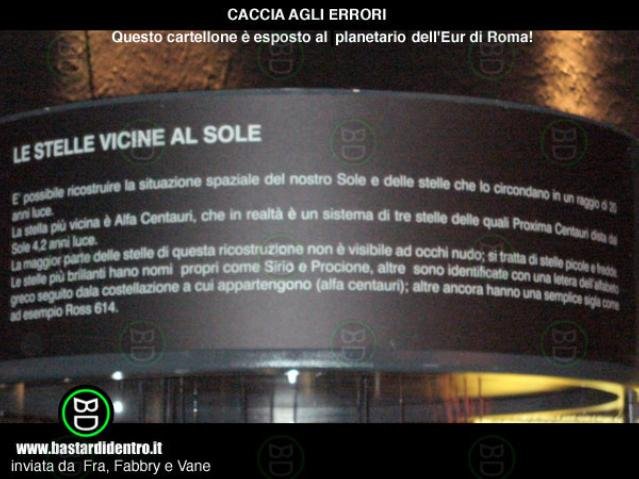 CACCIA AGLI ERRORI
Questo cartellone è esposto al planetario dell'Eur di Roma!
LE STELLE VICINE AL SOLE
E' possibile ricostruire la situazione spaziale del nostro Sole e delle stelle che lo circondano in un raggio di 20
anni luce.
La stella più vicina è Alfa Centauri, che in realtà è un sistema di tre stelle delle quali Proxima Centauri dista dal
Sole 4,2 anni luce.
La maggior parte delle stelle di questa ricostruzione non è visibile ad occhi nudo; si tratta di stelle picole e fredde.
Le stelle più brilanti hano nomi propri come Sirio e Procione, altre sono identificate con una letera dell'alfabeto
greco seguito dala costellazione a cui appartengono (alfa centauri); altre ancora hanno una semplice sigla come
ad esempio Ross 614.
BD
www.bastardidentro.it
inviata da Fra, Fabbry e Vane